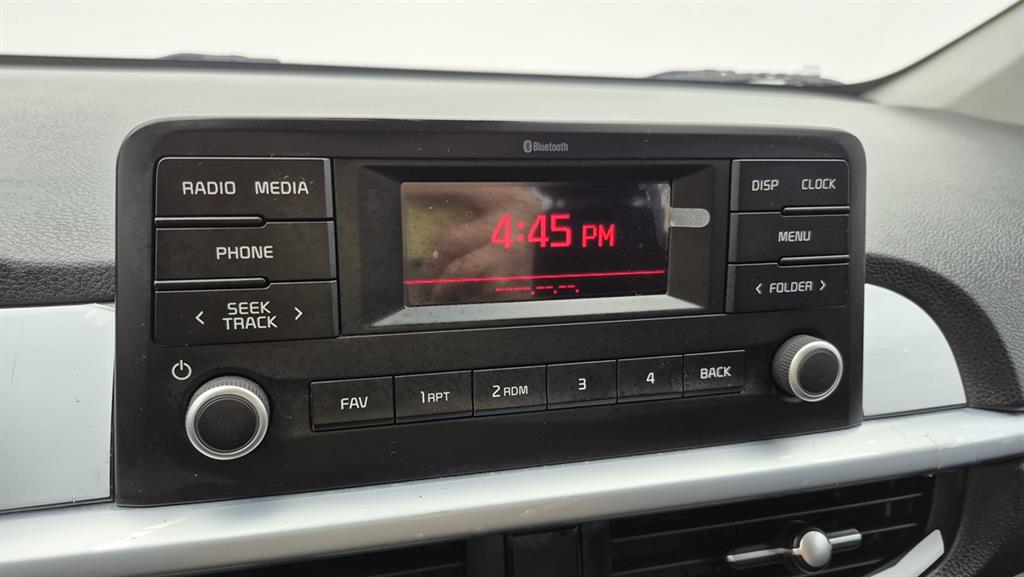 Bluetooth
RADIO MEDIA
PHONE
< SEEK TRACK >
4:45 PM
----.--.--.
DISP CLOCK
MENU
< FOLDER >
FAV
1 RPT
2 RDM
3
4
BACK